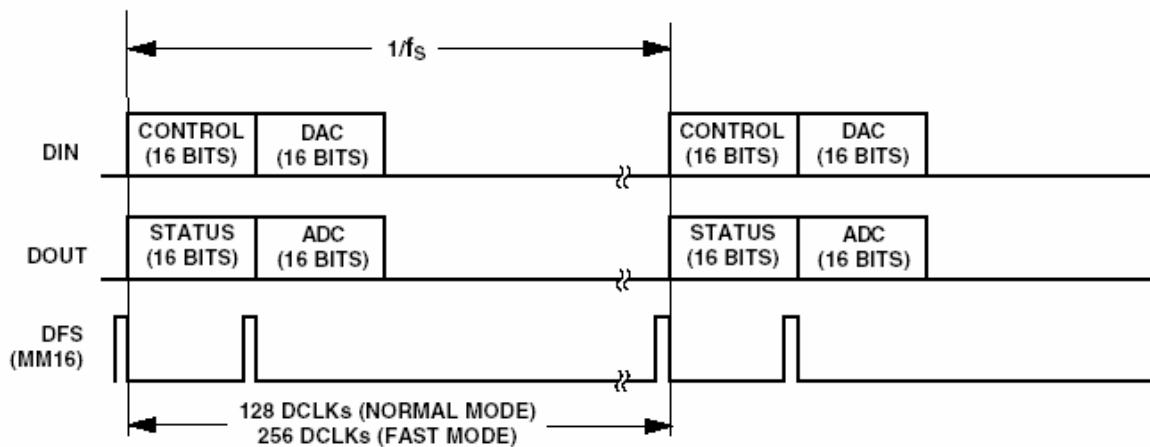 1/fS
DIN
CONTROL
(16 BITS)
DAC
(16 BITS)
CONTROL
(16 BITS)
DAC
(16 BITS)
DOUT
STATUS
(16 BITS)
ADC
(16 BITS)
STATUS
(16 BITS)
ADC
(16 BITS)
DFS
(MM16)
128 DCLKs (NORMAL MODE)
256 DCLKs (FAST MODE)